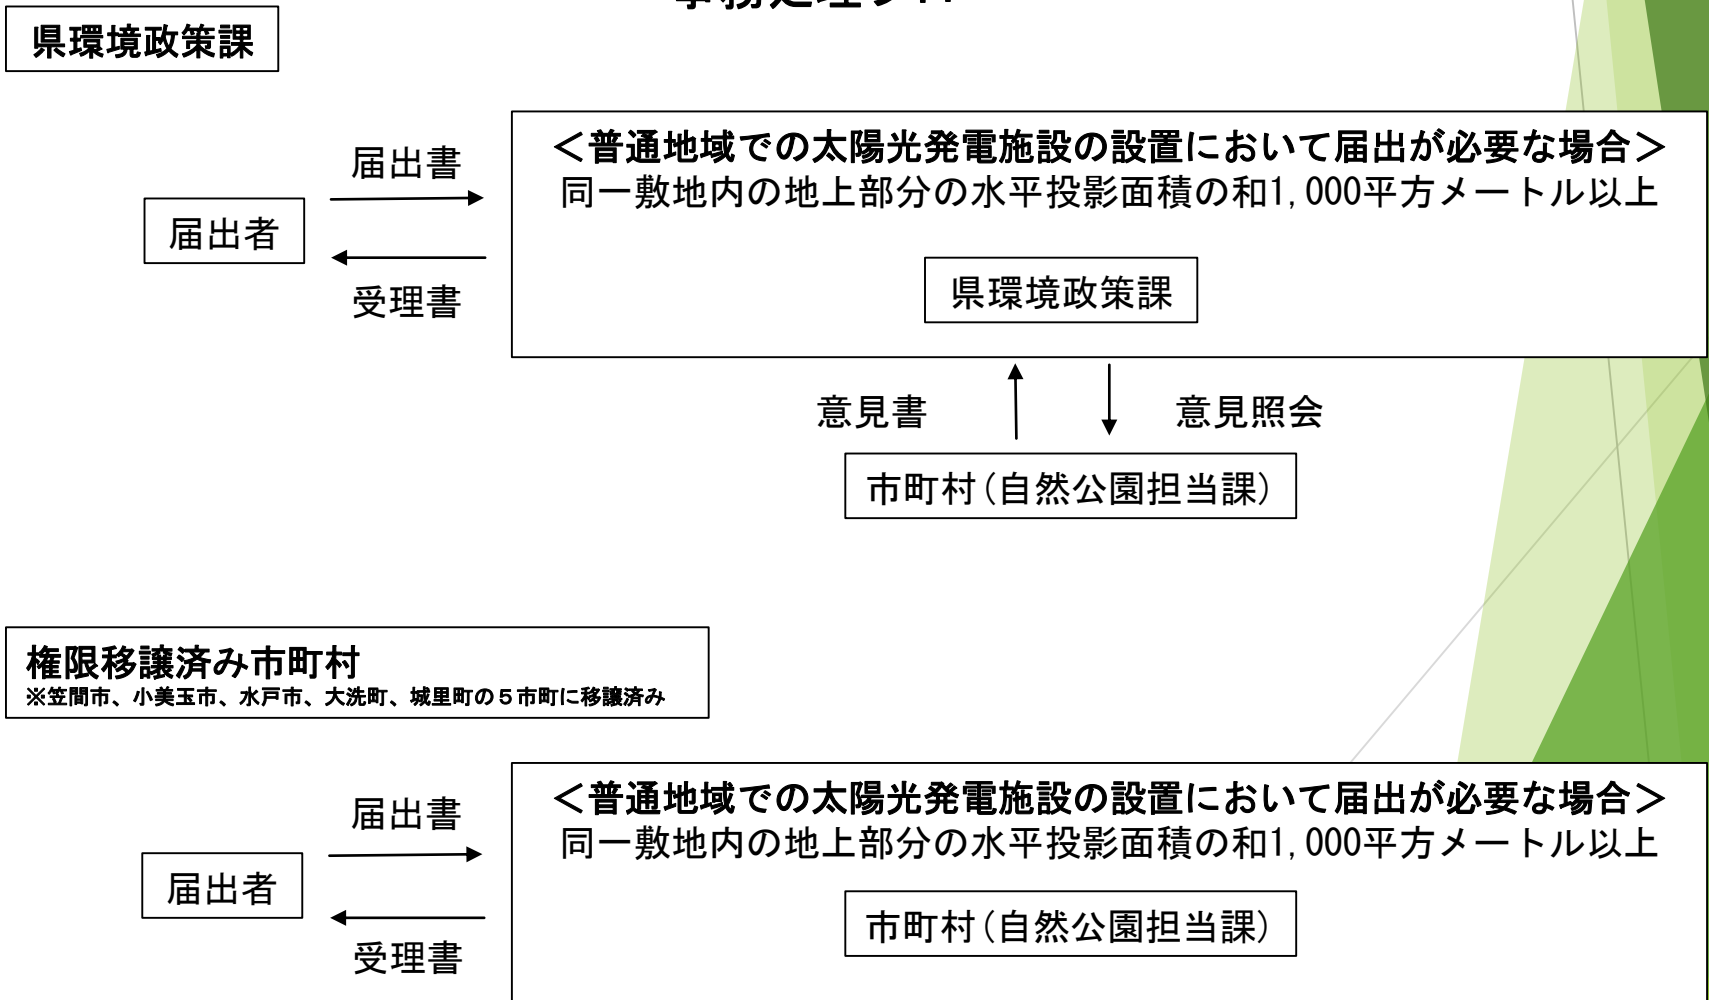 県環境政策課
届出書
＜普通地域での太陽光発電施設の設置において届出が必要な場合＞
同一敷地内の地上部分の水平投影面積の和1,000平方メートル以上
届出者
県環境政策課
受理書
意見書
意見照会
市町村(自然公園担当課)
権限移譲済み市町村
※笠間市、小美玉市、水戸市、大洗町、城里町の５市町に移譲済み
届出書
＜普通地域での太陽光発電施設の設置において届出が必要な場合＞
同一敷地内の地上部分の水平投影面積の和1,000平方メートル以上
届出者
市町村(自然公園担当課)
受理書